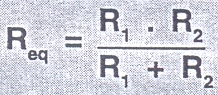 R_eq = (R_1 . R_2) / (R_1 + R_2)